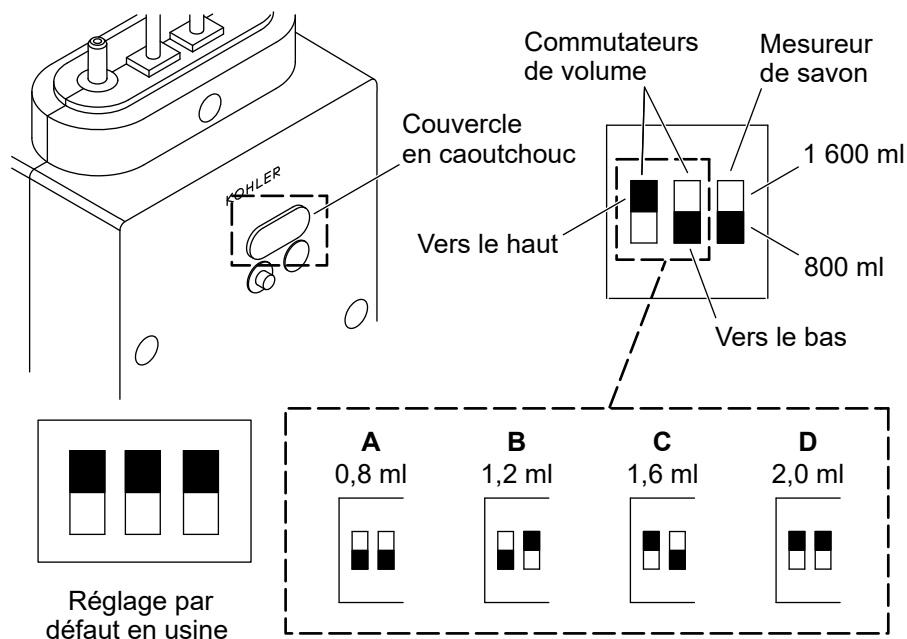 Commutateurs
de volume
Mesureur
de savon
Couvercle
en caoutchouc
KOHLER
1 600 ml
Vers le haut
800 ml
Vers le bas
A
0,8 ml
B
1,2 ml
C
1,6 ml
D
2,0 ml
Réglage par
défaut en usine